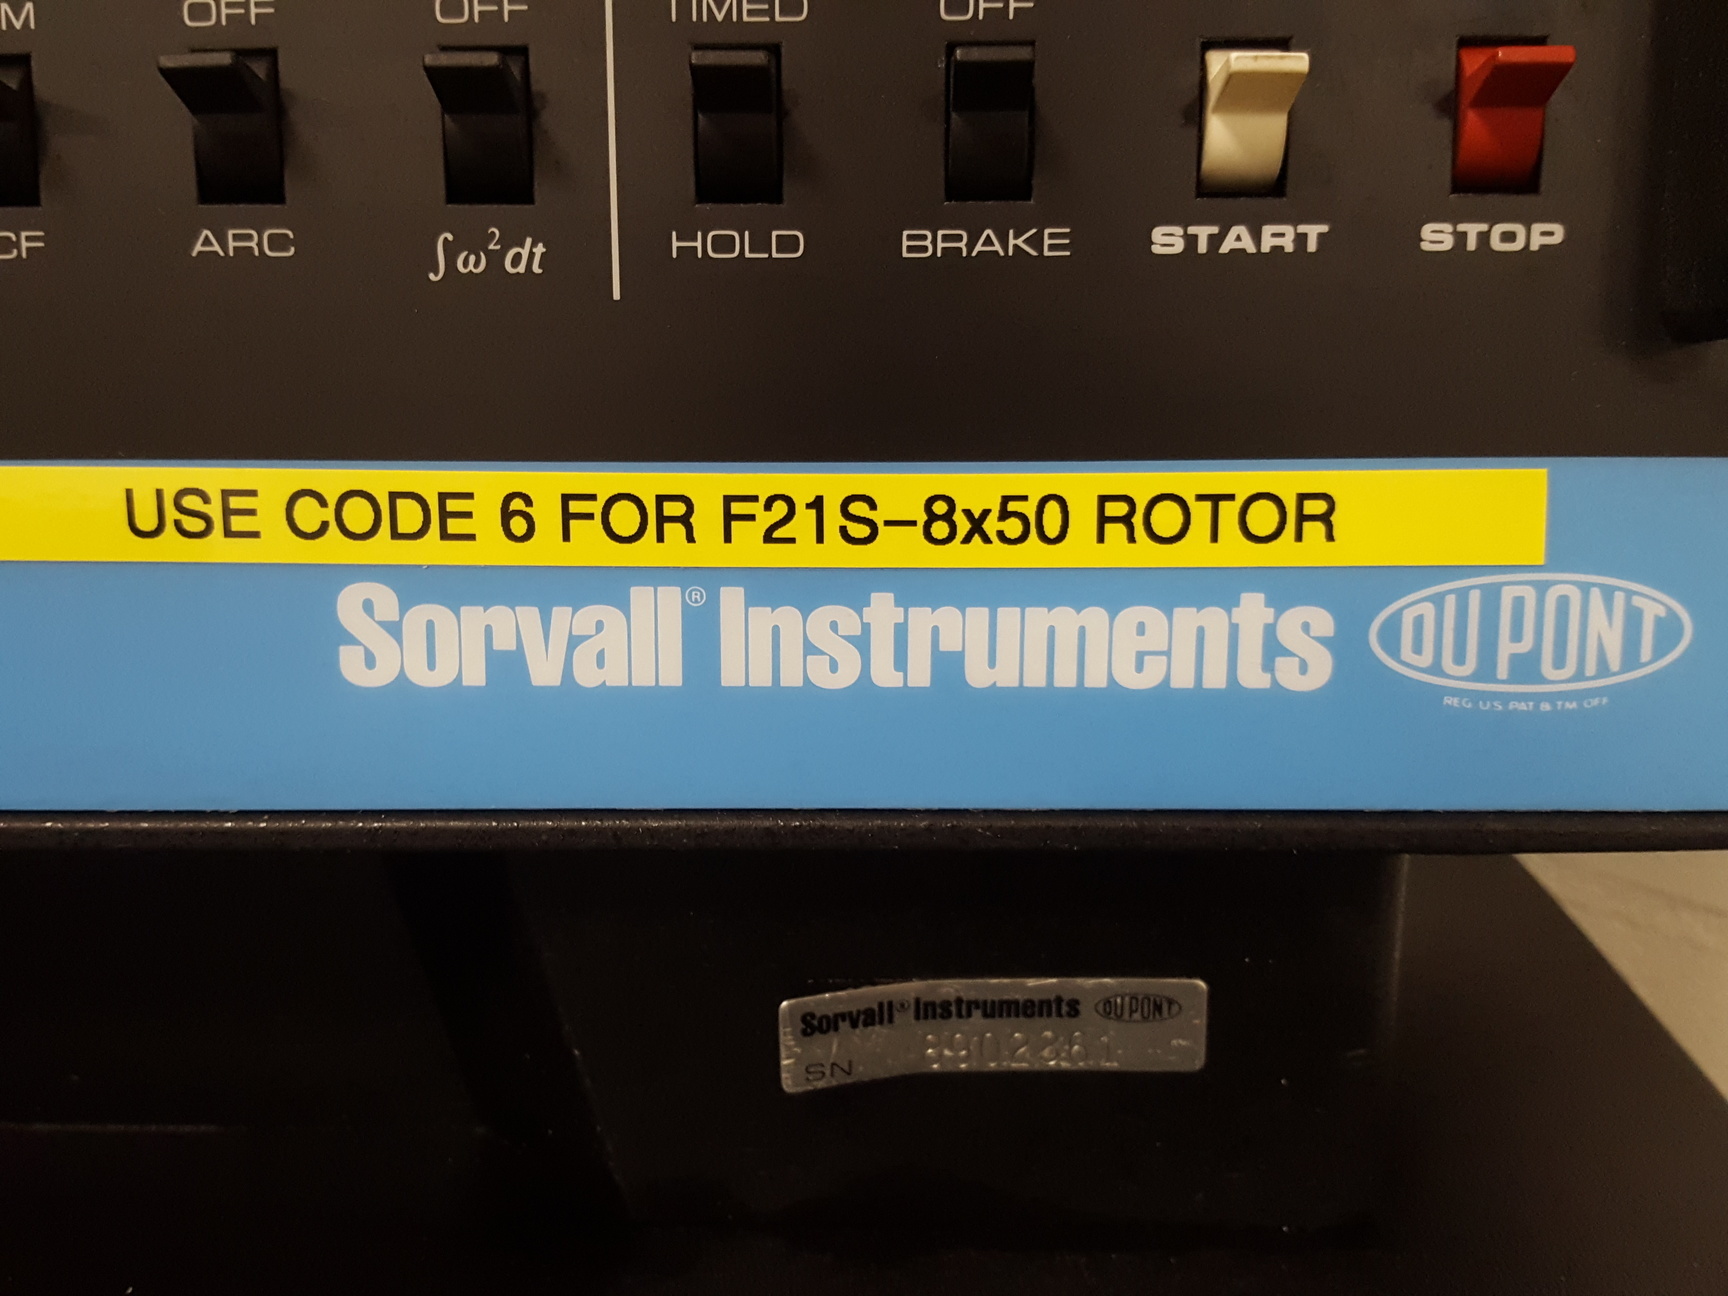 OFF OFF TIMED OFF
ARC ∫ω²dt HOLD BRAKE START STOP
USE CODE 6 FOR F21S–8x50 ROTOR
Sorvall® Instruments DU PONT
REG. U.S. PAT & TM OFF
Sorvall® Instruments DU PONT
SN